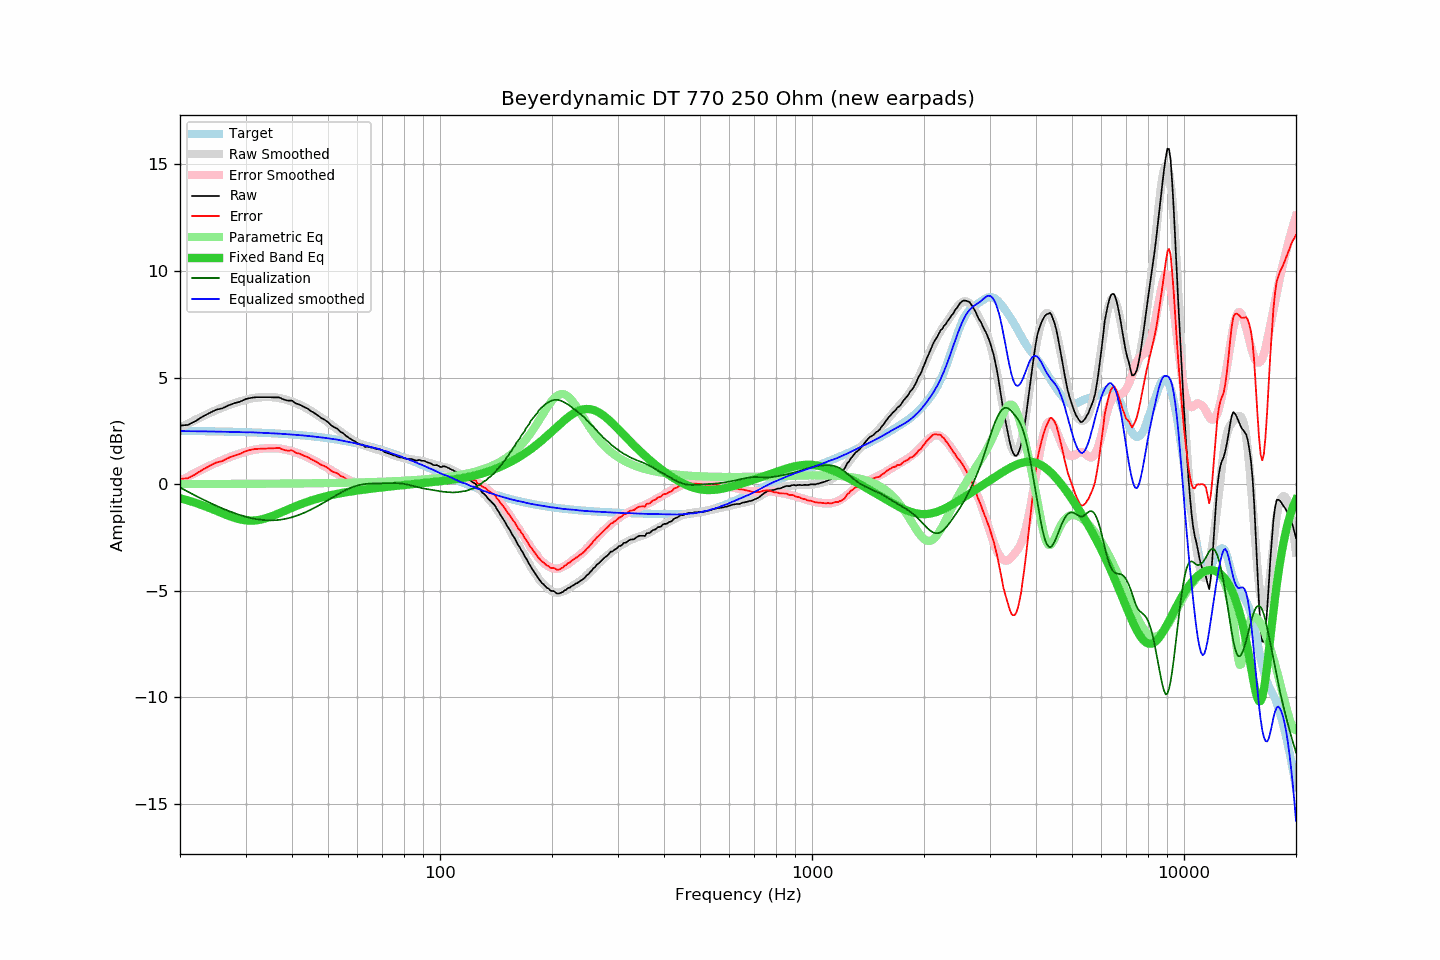 Beyerdynamic DT 770 250 Ohm (new earpads)
Target
Raw Smoothed
Error Smoothed
Raw
Error
Parametric Eq
Fixed Band Eq
Equalization
Equalized smoothed
15
10
5
0
−5
−10
−15
Amplitude (dBr)
100
1000
10000
Frequency (Hz)